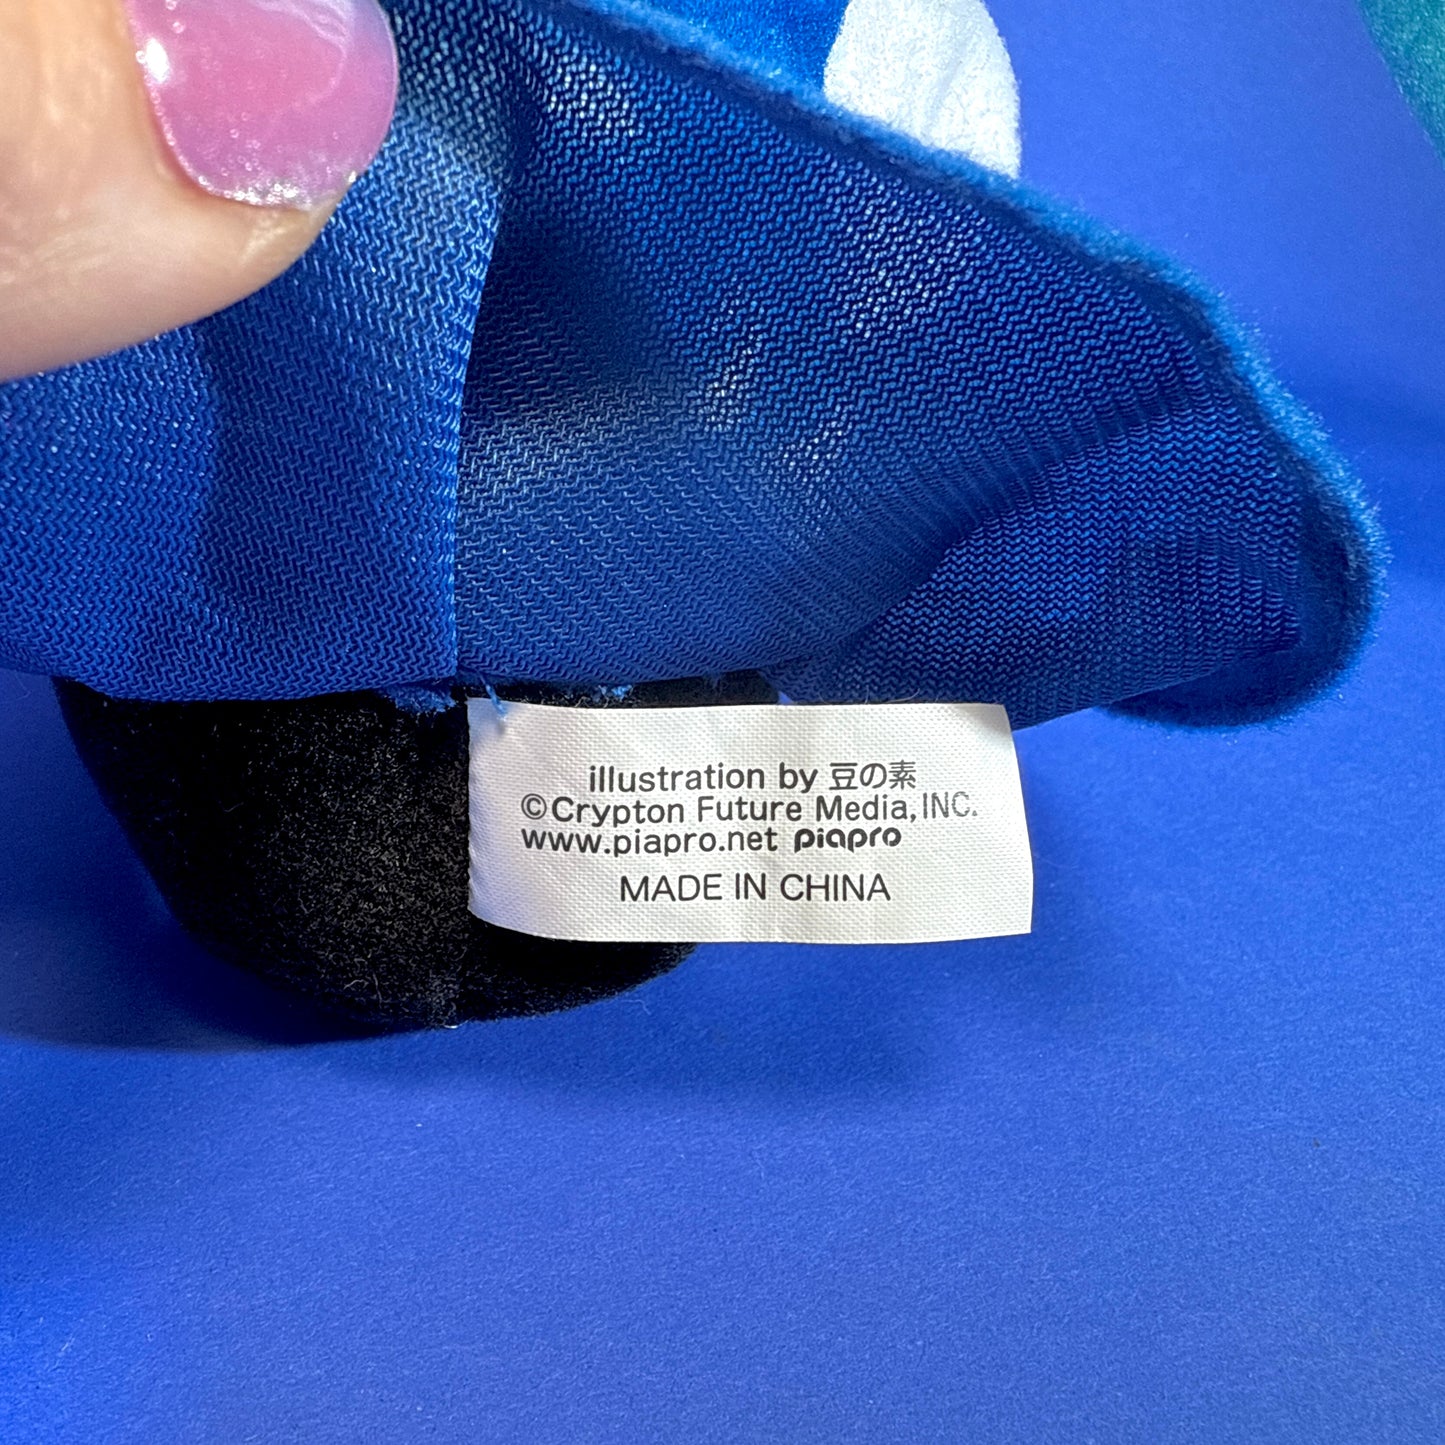 illustration by 豆の素
©Crypton Future Media, INC.
www.piapro.net piapro
MADE IN CHINA